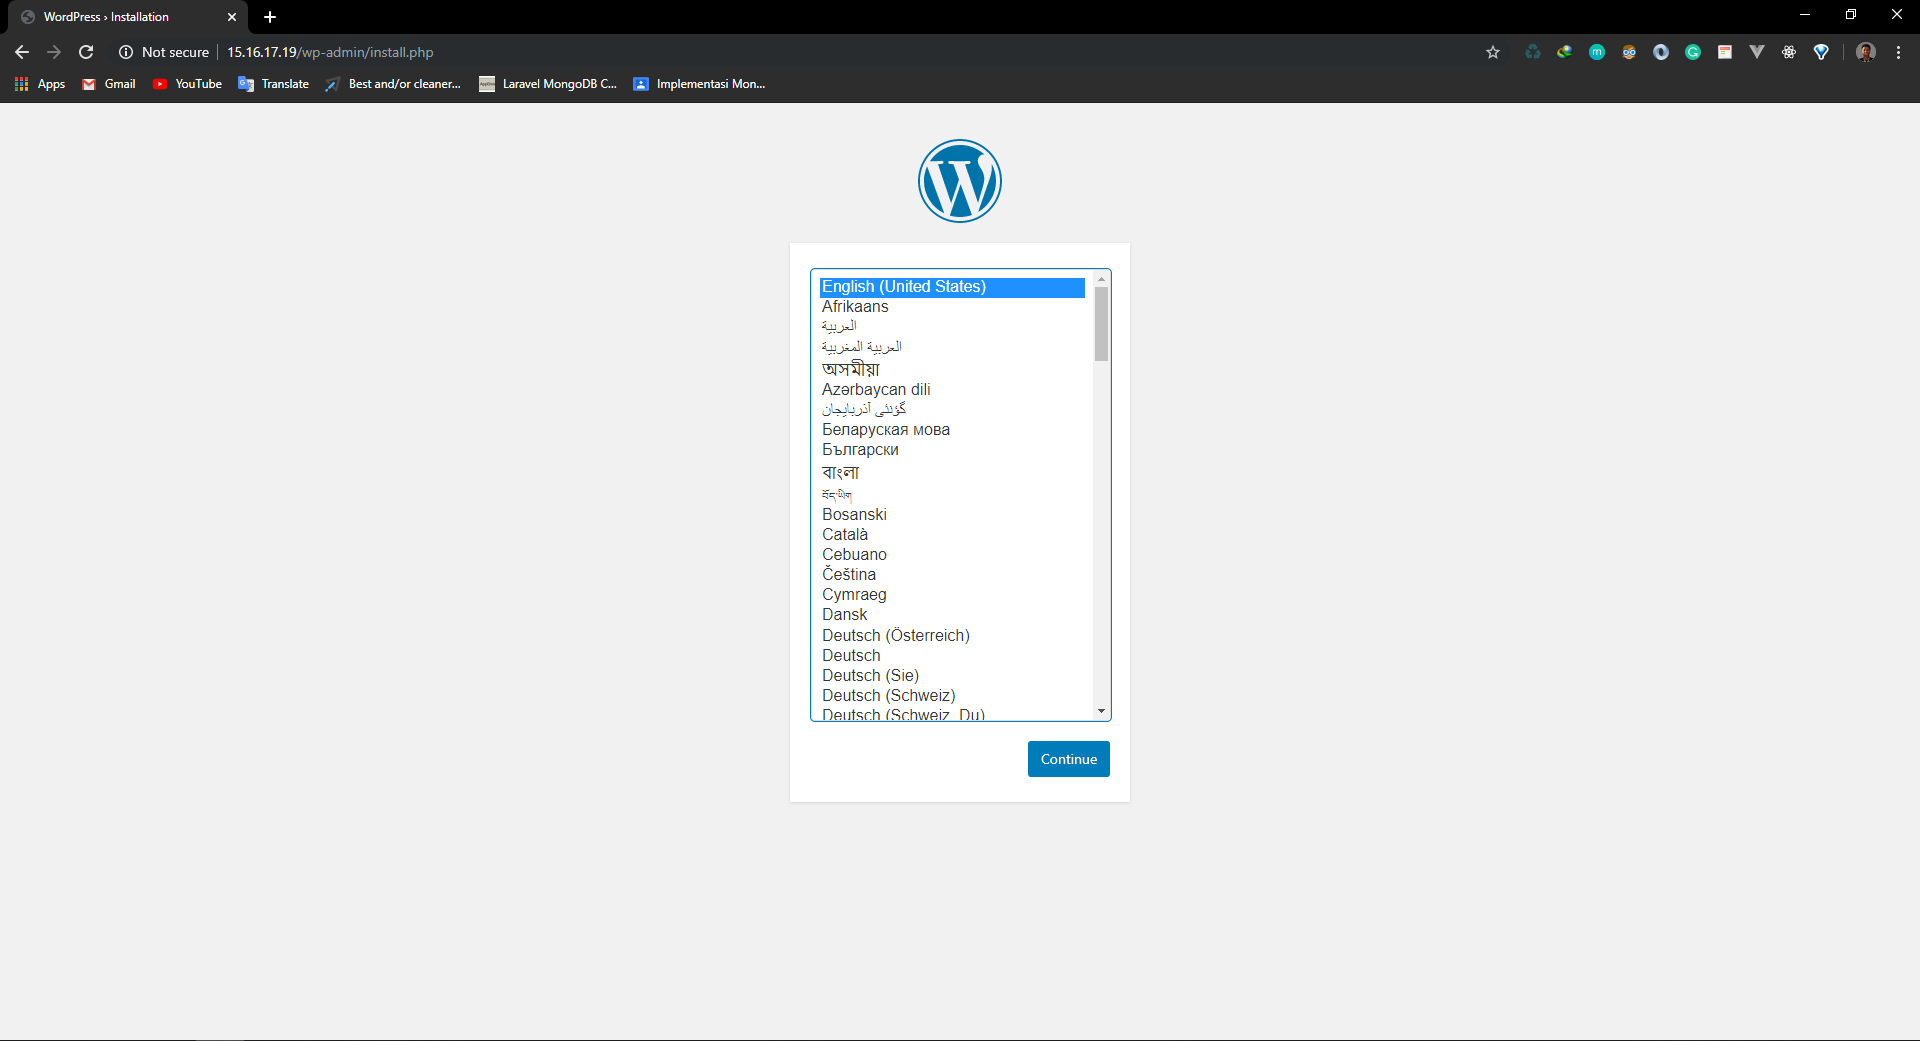 WordPress › Installation
Not secure
15.16.17.19/wp-admin/install.php
Apps
Gmail
YouTube
Translate
Best and/or cleaner...
Laravel MongoDB C...
Implementasi Mon...
English (United States)
Afrikaans
العربية
العربية المغربية
অসমীয়া
Azərbaycan dili
گؤنئی آذربایجان
Беларуская мова
Български
বাংলা
བོད་ཡིག
Bosanski
Català
Cebuano
Čeština
Cymraeg
Dansk
Deutsch (Österreich)
Deutsch
Deutsch (Sie)
Deutsch (Schweiz)
Deutsch (Schweiz, Du)
Continue